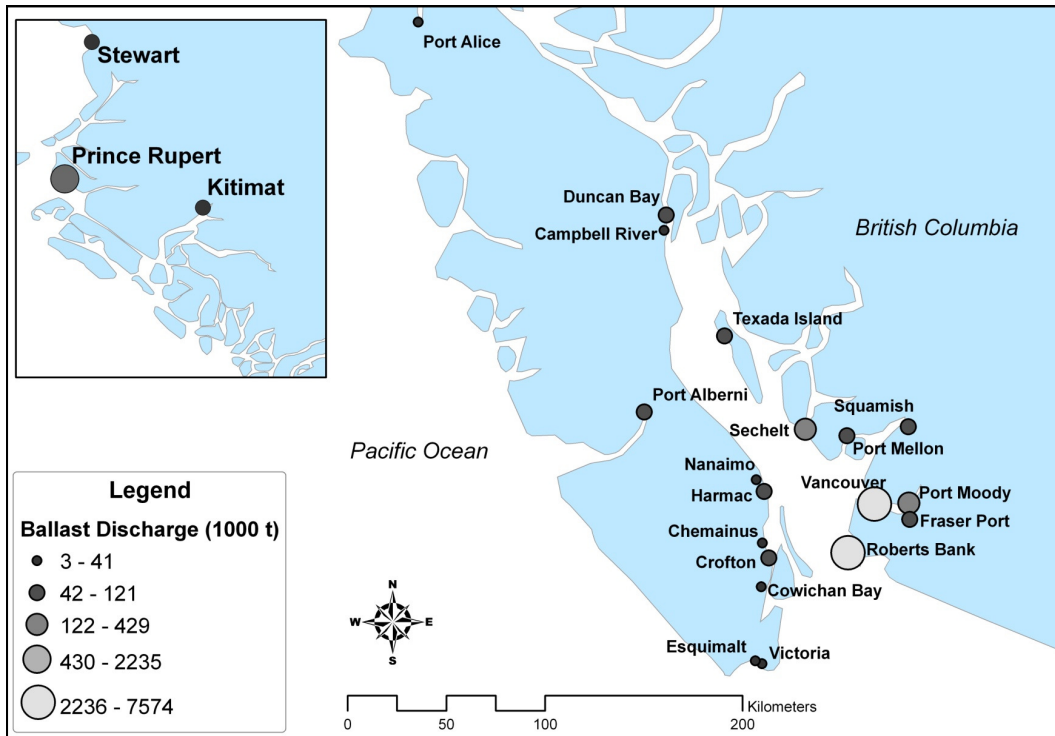 Stewart
Prince Rupert
Kitimat
Port Alice
Duncan Bay
Campbell River
British Columbia
Texada Island
Port Alberni
Squamish
Sechelt
Port Mellon
Pacific Ocean
Nanaimo
Vancouver
Harmac
Port Moody
Fraser Port
Chemainus
Roberts Bank
Crofton
Cowichan Bay
Esquimalt
Victoria
Legend
Ballast Discharge (1000 t)
3 - 41
42 - 121
122 - 429
430 - 2235
2236 - 7574
N
W E
S
Kilometers
0 50 100 200